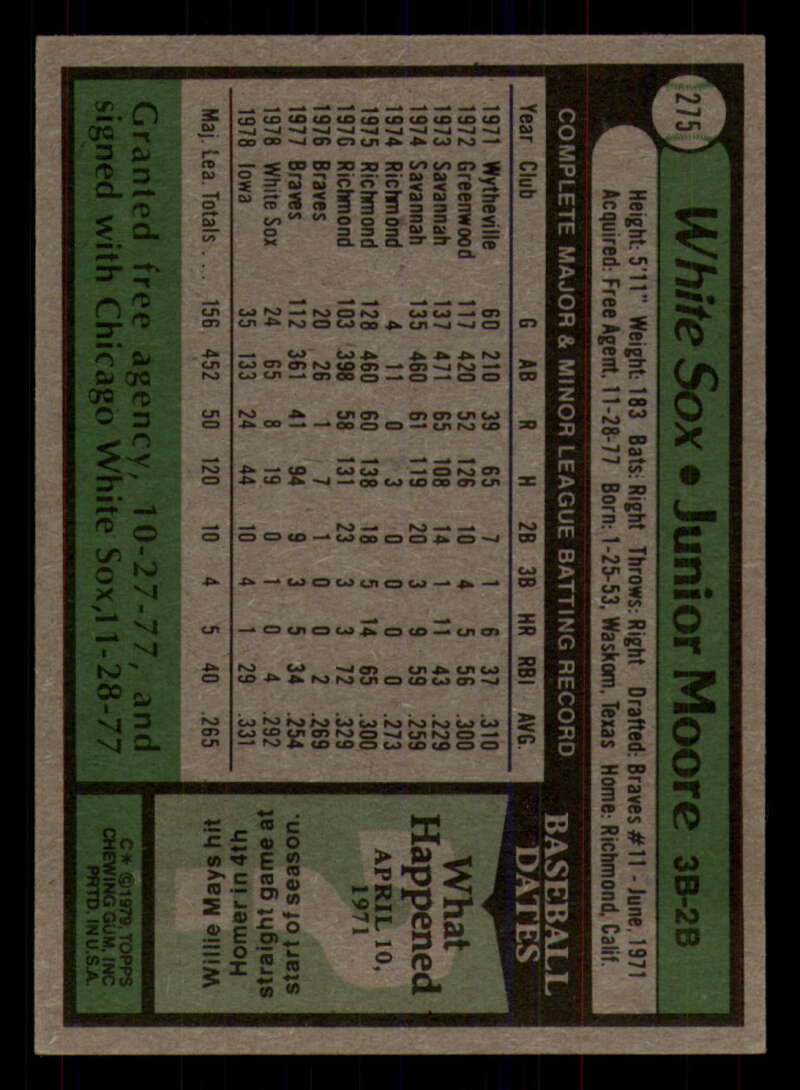 275
White Sox • Junior Moore 3B-2B
Height: 5'11" Weight: 183 Bats: Right Throws: Right Drafted: Braves #11 - June, 1971
Acquired: Free Agent, 11-28-77 Born: 1-25-53, Waskom, Texas Home: Richmond, Calif.
COMPLETE MAJOR & MINOR LEAGUE BATTING RECORD
Year Club G AB R H 2B 3B HR RBI AVG.
1971 Wytheville 60 210 39 65 7 1 6 37 .310
1972 Greenwood 117 420 52 126 10 4 5 56 .300
1973 Savannah 137 471 65 108 14 1 11 43 .229
1974 Savannah 135 460 61 119 20 3 9 59 .259
1974 Richmond 4 11 0 3 0 0 0 0 .273
1975 Richmond 128 460 60 138 18 5 14 65 .300
1976 Richmond 103 398 58 131 23 3 3 72 .329
1976 Braves 20 26 1 7 1 0 0 2 .269
1977 Braves 112 361 41 94 9 3 5 34 .254
1978 White Sox 24 65 8 19 0 1 0 4 .292
1978 Iowa 35 133 24 44 10 4 1 29 .331
Maj. Lea. Totals . . . 156 452 50 120 10 4 5 40 .265
Granted free agency, 10-27-77, and
signed with Chicago White Sox,11-28-77
BASEBALL
DATES
What
Happened
APRIL 10,
1971
Willie Mays hit
Homer in 4th
straight game at
start of season.
C* ©1979, TOPPS
CHEWING GUM, INC.
PRTD. IN U.S.A.